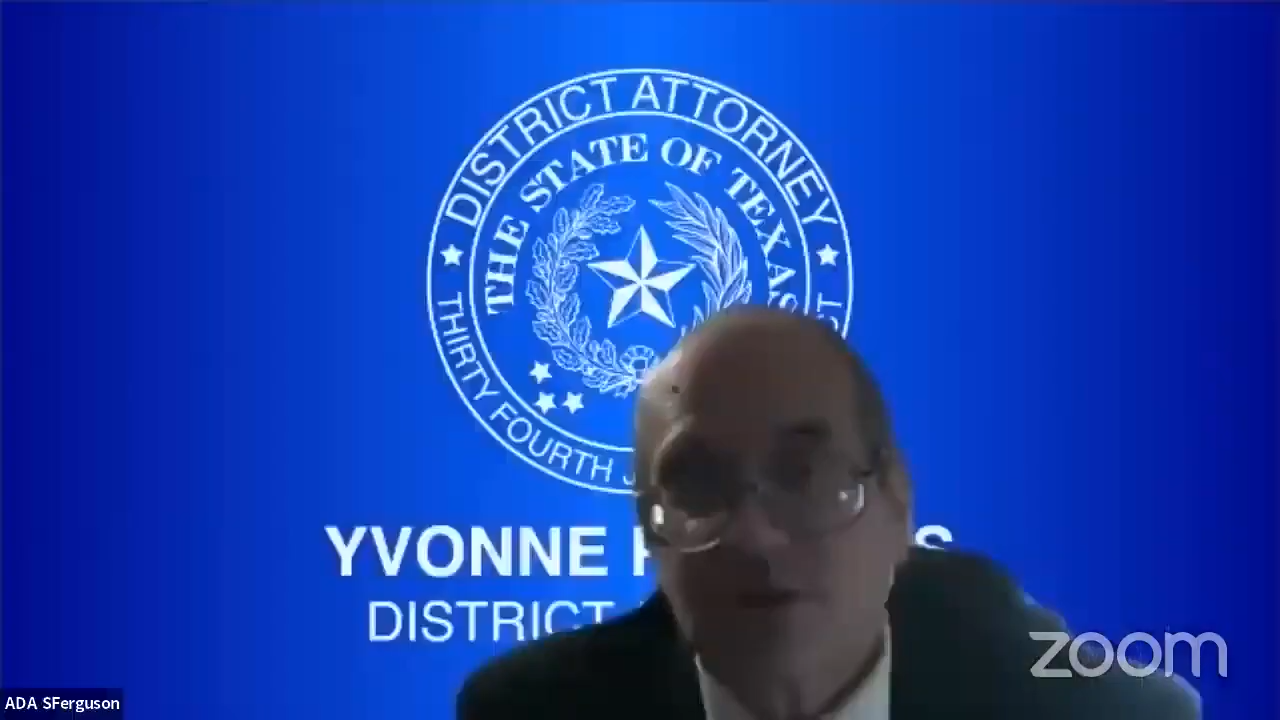 DISTRICT ATTORNEY
THE STATE OF TEXAS
THIRTY FOURTH
YVONNE
DISTRICT
zoom
ADA SFerguson